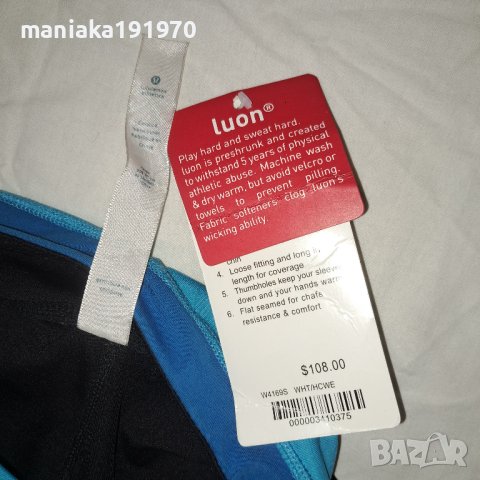 maniaka191970
luon®
Play hard and sweat hard.
luon is preshrunk and created
to withstand 5 years of physical
athletic abuse. Machine wash
& dry warm, but avoid velcro or
towels to prevent pilling.
Fabric softeners clog luon's
wicking ability.
chin
4. Loose fitting and long in
length for coverage
5. Thumbholes keep your sleeves
down and your hands warm
6. Flat seamed for chafe
resistance & comfort
$108.00
W4169S WHT/HCWE
000003410375
BAZAR